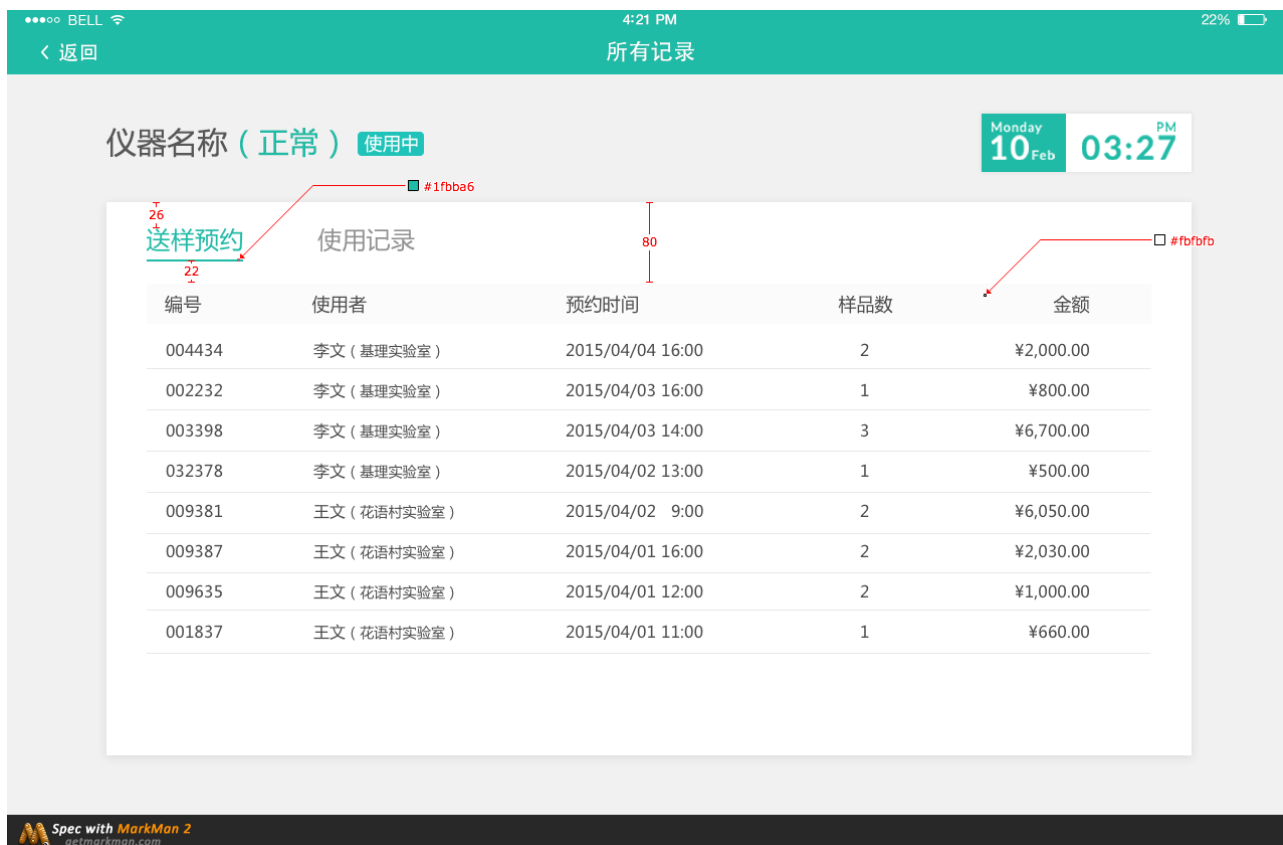 BELL 4:21 PM 22%
返回 所有记录
仪器名称（正常） 使用中
Monday
10 Feb 03:27 PM
#1fbba6
26
送样预约 使用记录 80 #fbfbfb
22
编号 使用者 预约时间 样品数 金额
004434 李文（基理实验室） 2015/04/04 16:00 2 ¥2,000.00
002232 李文（基理实验室） 2015/04/03 16:00 1 ¥800.00
003398 李文（基理实验室） 2015/04/03 14:00 3 ¥6,700.00
032378 李文（基理实验室） 2015/04/02 13:00 1 ¥500.00
009381 王文（花语村实验室） 2015/04/02 9:00 2 ¥6,050.00
009387 王文（花语村实验室） 2015/04/01 16:00 2 ¥2,030.00
009635 王文（花语村实验室） 2015/04/01 12:00 2 ¥1,000.00
001837 王文（花语村实验室） 2015/04/01 11:00 1 ¥660.00
Spec with MarkMan 2
getmarkman.com